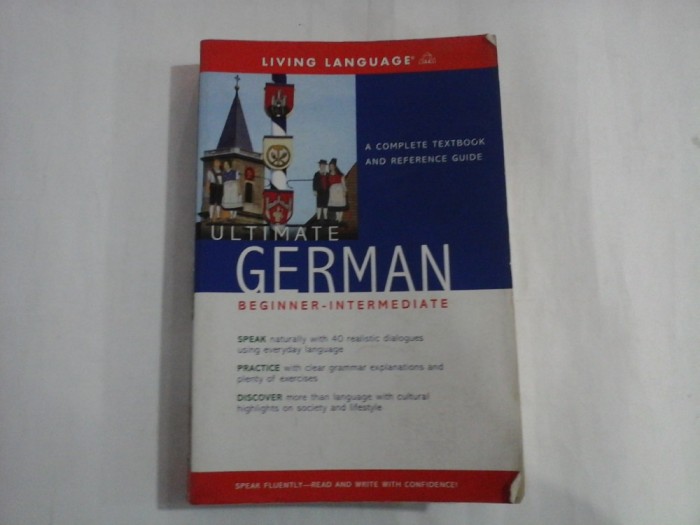 LIVING LANGUAGE®
A COMPLETE TEXTBOOK
AND REFERENCE GUIDE
ULTIMATE
GERMAN
BEGINNER-INTERMEDIATE
SPEAK naturally with 40 realistic dialogues
using everyday language
PRACTICE with clear grammar explanations and
plenty of exercises
DISCOVER more than language with cultural
highlights on society and lifestyle
SPEAK FLUENTLY—READ AND WRITE WITH CONFIDENCE!